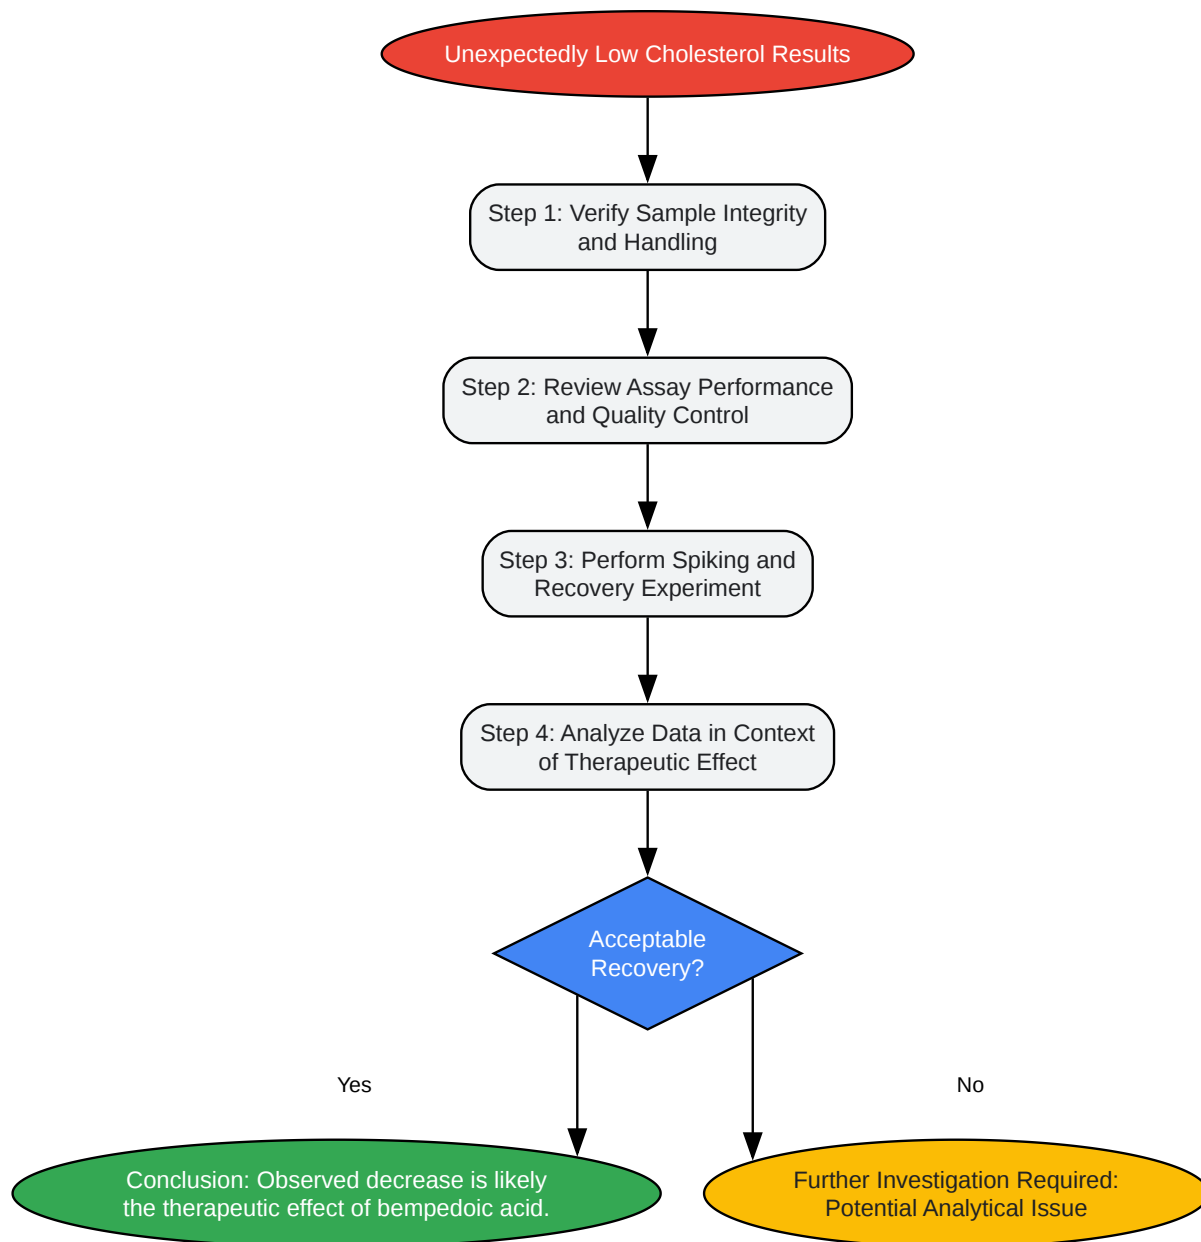 Unexpectedly Low Cholesterol Results
Step 1: Verify Sample Integrity
and Handling
Step 2: Review Assay Performance
and Quality Control
Step 3: Perform Spiking and
Recovery Experiment
Step 4: Analyze Data in Context
of Therapeutic Effect
Acceptable
Recovery?
Yes
No
Conclusion: Observed decrease is likely
the therapeutic effect of bempedoic acid.
Further Investigation Required:
Potential Analytical Issue